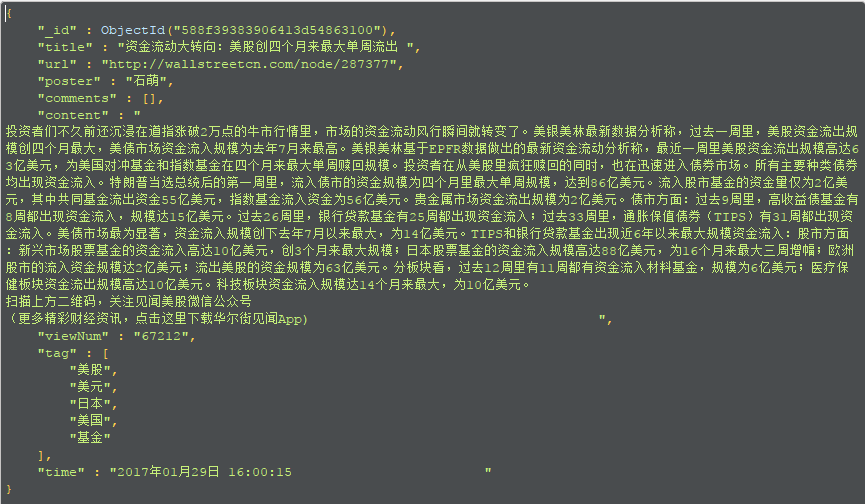 {
"_id" : ObjectId("588f39383906413d54863100"),
"title" : "资金流动大转向：美股创四个月来最大单周流出 ",
"url" : "http://wallstreetcn.com/node/287377",
"poster" : "石萌",
"comments" : [],
"content" : "
投资者们不久前还沉浸在道指涨破2万点的牛市行情里，市场的资金流动风行瞬间就转变了。美银美林最新数据分析称，过去一周里，美股资金流出规
模创四个月最大，美债市场资金流入规模为去年7月来最高。美银美林基于EPFR数据做出的最新资金流动分析称，最近一周里美股资金流出规模高达6
3亿美元，为美国对冲基金和指数基金在四个月来最大单周赎回规模。投资者在从美股里疯狂赎回的同时，也在迅速进入债券市场。所有主要种类债券
均出现资金流入。特朗普当选总统后的第一周里，流入债市的资金规模为四个月里最大单周规模，达到86亿美元。流入股市基金的资金量仅为2亿美
元，其中共同基金流出资金55亿美元，指数基金流入资金为56亿美元。贵金属市场资金流出规模为2亿美元。债市方面：过去9周里，高收益债基金有
8周都出现资金流入，规模达15亿美元。过去26周里，银行贷款基金有25周都出现资金流入；过去33周里，通胀保值债券（TIPS）有31周都出现资
金流入。美债市场最为显著，资金流入规模创下去年7月以来最大，为14亿美元。TIPS和银行贷款基金出现近6年以来最大规模资金流入：股市方面
：新兴市场股票基金的资金流入高达10亿美元，创3个月来最大规模；日本股票基金的资金流入规模高达88亿美元，为16个月来最大三周增幅；欧洲
股市的流入资金规模达2亿美元；流出美股的资金规模为63亿美元。分板块看，过去12周里有11周都有资金流入材料基金，规模为6亿美元；医疗保
健板块资金流出规模高达10亿美元。科技板块资金流入规模达14个月来最大，为10亿美元。
扫描上方二维码，关注见闻美股微信公众号
（更多精彩财经资讯，点击这里下载华尔街见闻App)                ",
"viewNum" : "67212",
"tag" : [
"美股",
"美元",
"日本",
"美国",
"基金"
],
"time" : "2017年01月29日 16:00:15                "
}